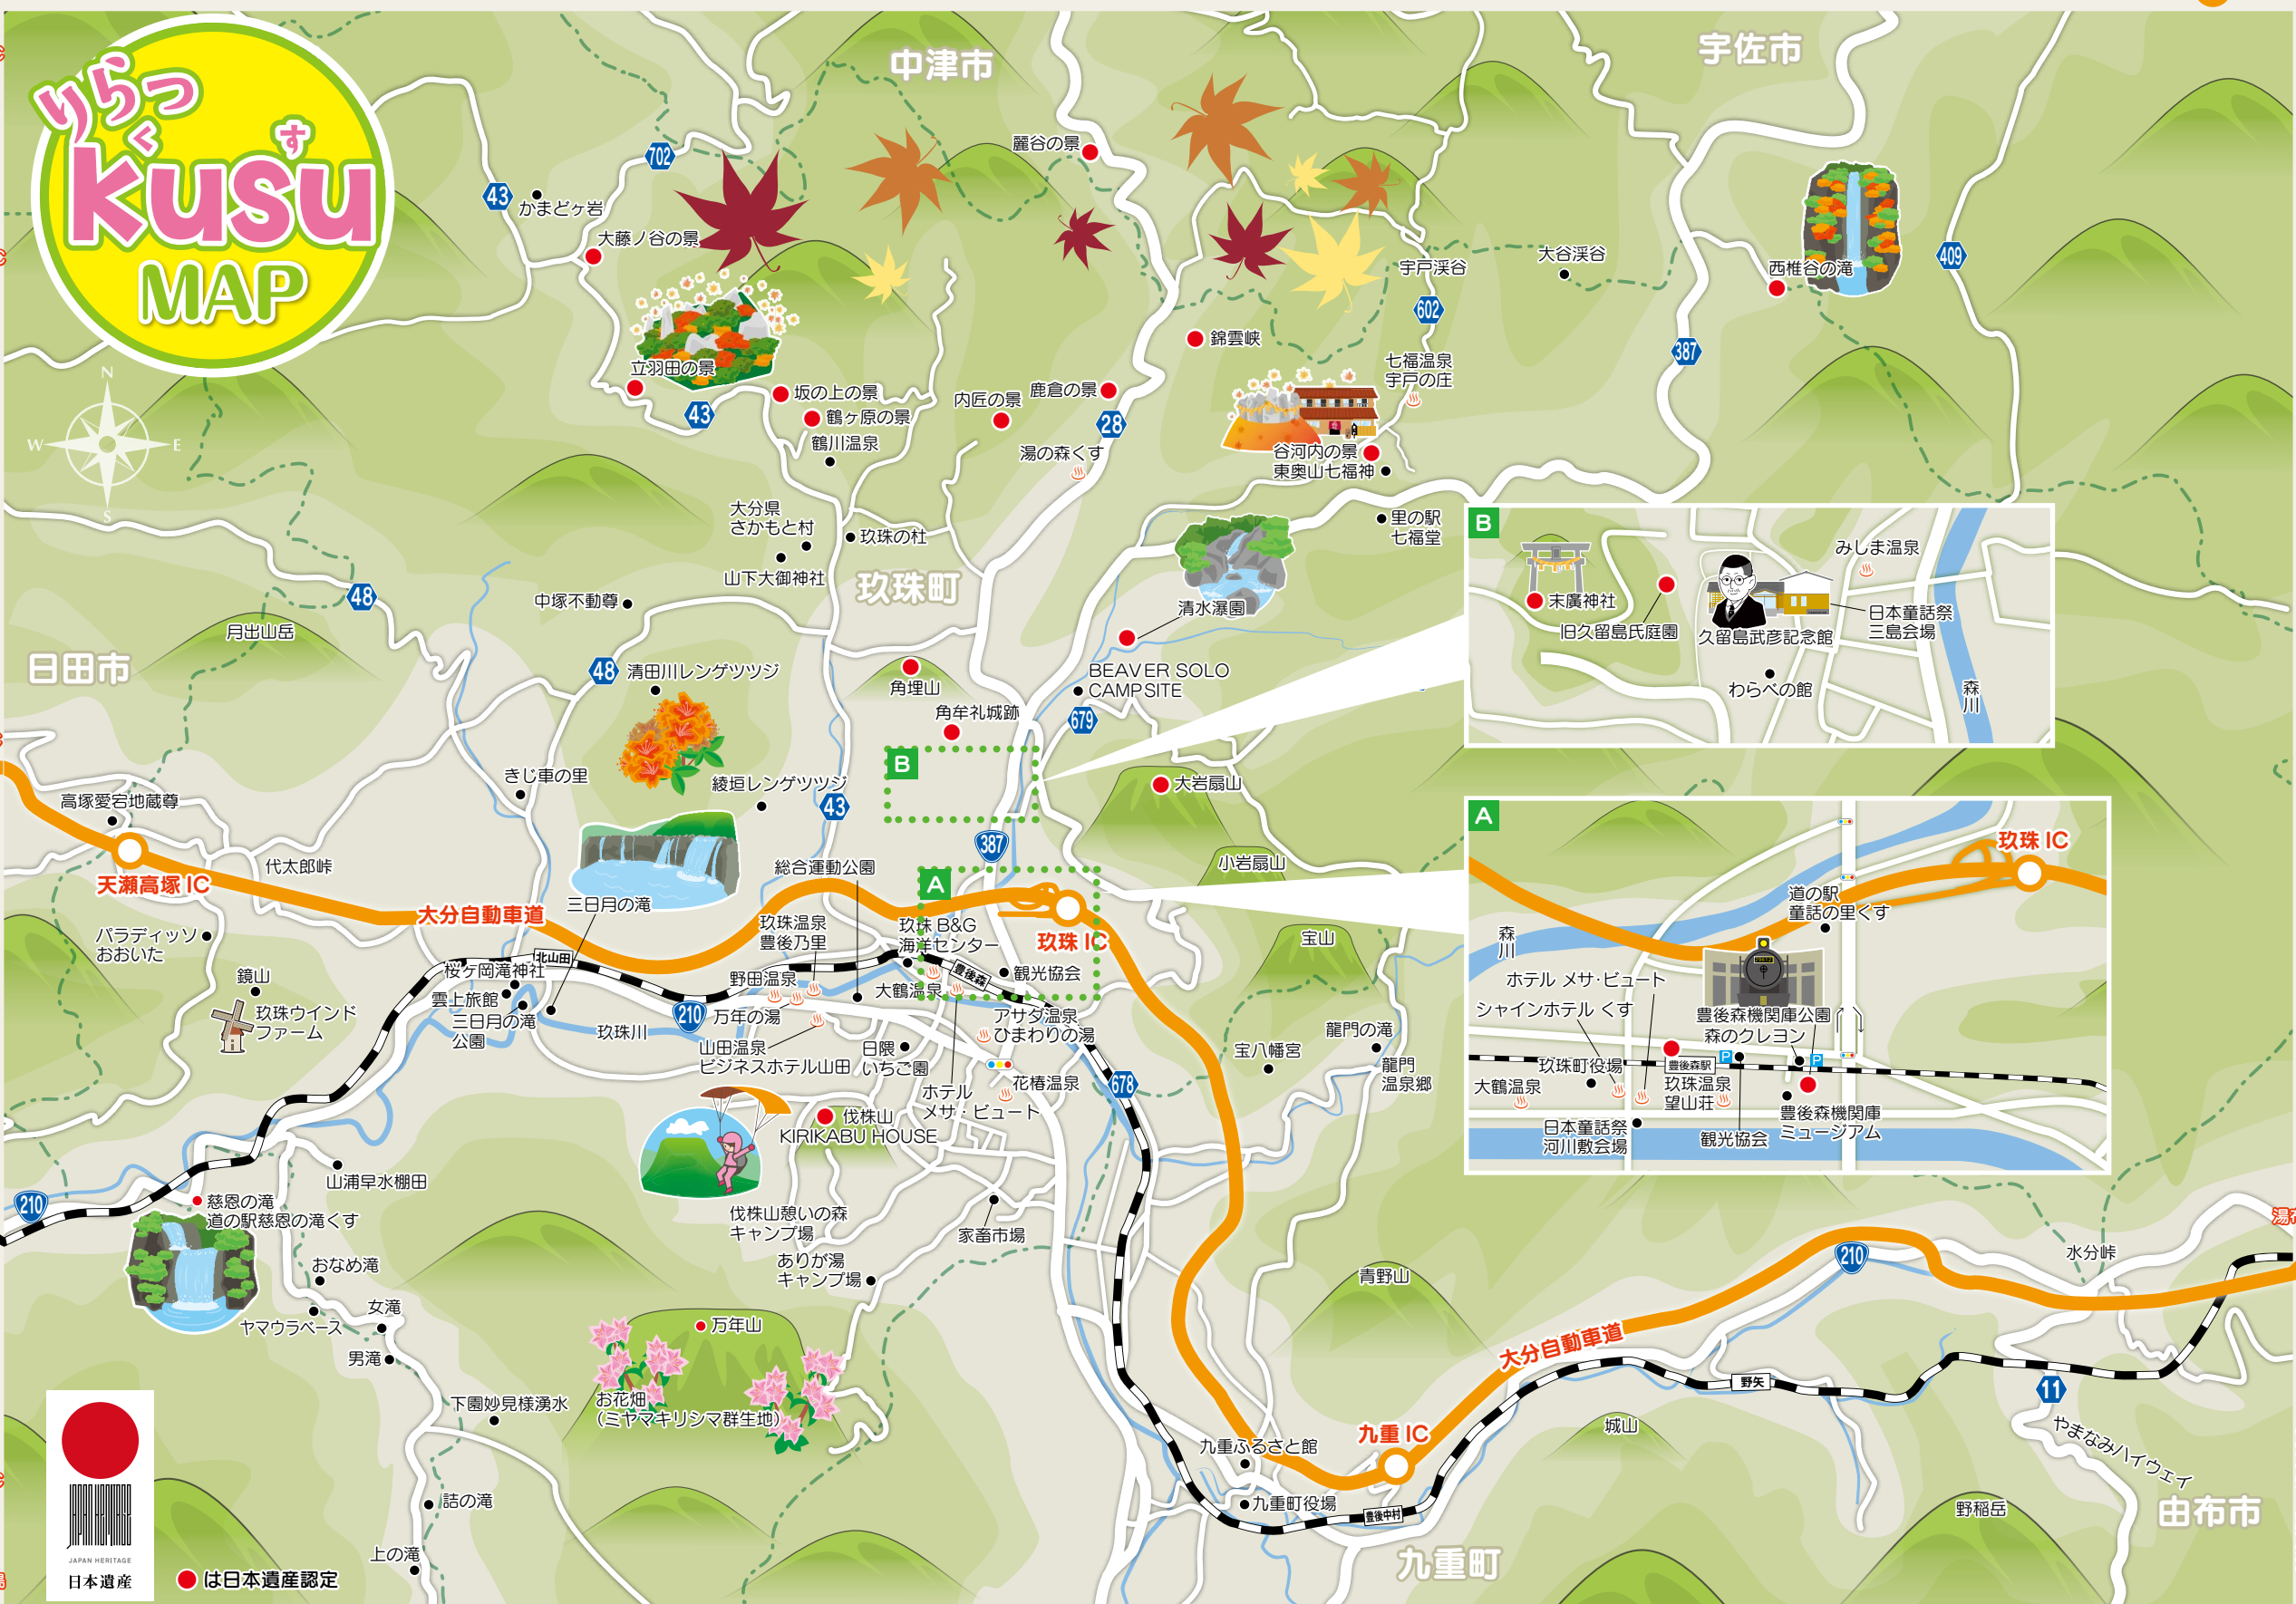 りらっ
く
す
kusu
MAP
中津市
宇佐市
日田市
玖珠町
九重町
由布市
N
W
E
S
702
43
かまどヶ岩
大藤ノ谷の景
麗谷の景
宇戸渓谷
大谷渓谷
西椎谷の滝
409
602
387
錦雲峡
七福温泉
宇戸の庄
立羽田の景
43
坂の上の景
鶴ヶ原の景
鶴川温泉
内匠の景
鹿倉の景
28
湯の森くす
谷河内の景
東奥山七福神
里の駅
七福堂
大分県
さかもと村
玖珠の杜
山下大御神社
中塚不動尊
48
月出山岳
48
清田川レンゲツツジ
清水瀑園
BEAVER SOLO
CAMPSITE
679
角埋山
角牟礼城跡
B
大岩扇山
小岩扇山
きじ車の里
綾垣レンゲツツジ
43
387
高塚愛宕地蔵尊
天瀬高塚IC
代太郎峠
大分自動車道
三日月の滝
総合運動公園
A
玖珠温泉
豊後乃里
玖珠 B&G
海洋センター
玖珠IC
宝山
パラディッソ
おおいた
鏡山
玖珠ウインド
ファーム
北山田
桜ケ岡滝神社
雲上旅館
三日月の滝
公園
玖珠川
210
野田温泉
万年の湯
大鶴温泉
豊後森
観光協会
アサダ温泉
ひまわりの湯
山田温泉
ビジネスホテル山田
日隈
いちご園
花椿温泉
ホテル
メサ・ビュート
678
宝八幡宮
龍門の滝
龍門
温泉郷
伐株山
KIRIKABU HOUSE
伐株山憩いの森
キャンプ場
家畜市場
ありが湯
キャンプ場
山浦早水棚田
210
慈恩の滝
道の駅慈恩の滝くす
おなめ滝
ヤマウラベース
女滝
男滝
下園妙見様湧水
詰の滝
上の滝
万年山
お花畑
(ミヤマキリシマ群生地)
青野山
大分自動車道
210
水分峠
野矢
11
やまなみハイウェイ
城山
九重IC
九重ふるさと館
九重町役場
豊後中村
野稲岳
B
末廣神社
旧久留島氏庭園
久留島武彦記念館
みしま温泉
日本童話祭
三島会場
わらべの館
森
川
A
玖珠IC
道の駅
童話の里くす
森
川
ホテル メサ・ビュート
シャインホテル くす
豊後森機関庫公園
森のクレヨン
玖珠町役場
豊後森駅
P
P
大鶴温泉
玖珠温泉
望山荘
豊後森機関庫
ミュージアム
日本童話祭
河川敷会場
観光協会
JAPAN HERITAGE
日本遺産
は日本遺産認定